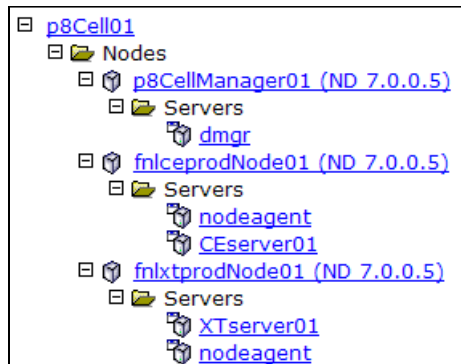 p8Cell01
Nodes
p8CellManager01 (ND 7.0.0.5)
Servers
dmgr
fnlceprodNode01 (ND 7.0.0.5)
Servers
nodeagent
CEserver01
fnlxtprodNode01 (ND 7.0.0.5)
Servers
XTserver01
nodeagent